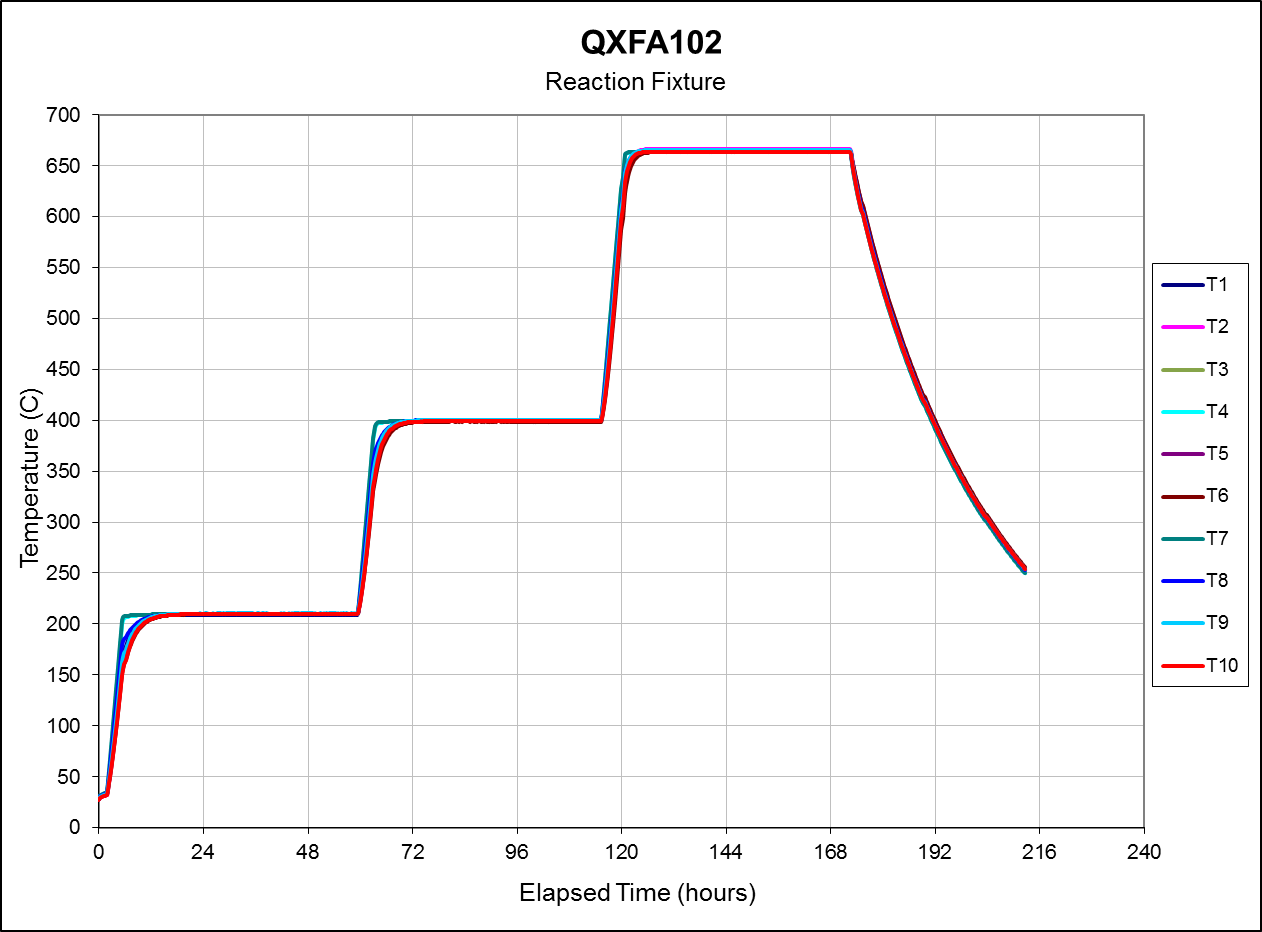 QXFA102
Reaction Fixture
700
650
600
550
500
450
400
350
300
250
200
150
100
50
0
Temperature (C)
0 24 48 72 96 120 144 168 192 216 240
Elapsed Time (hours)
T1
T2
T3
T4
T5
T6
T7
T8
T9
T10